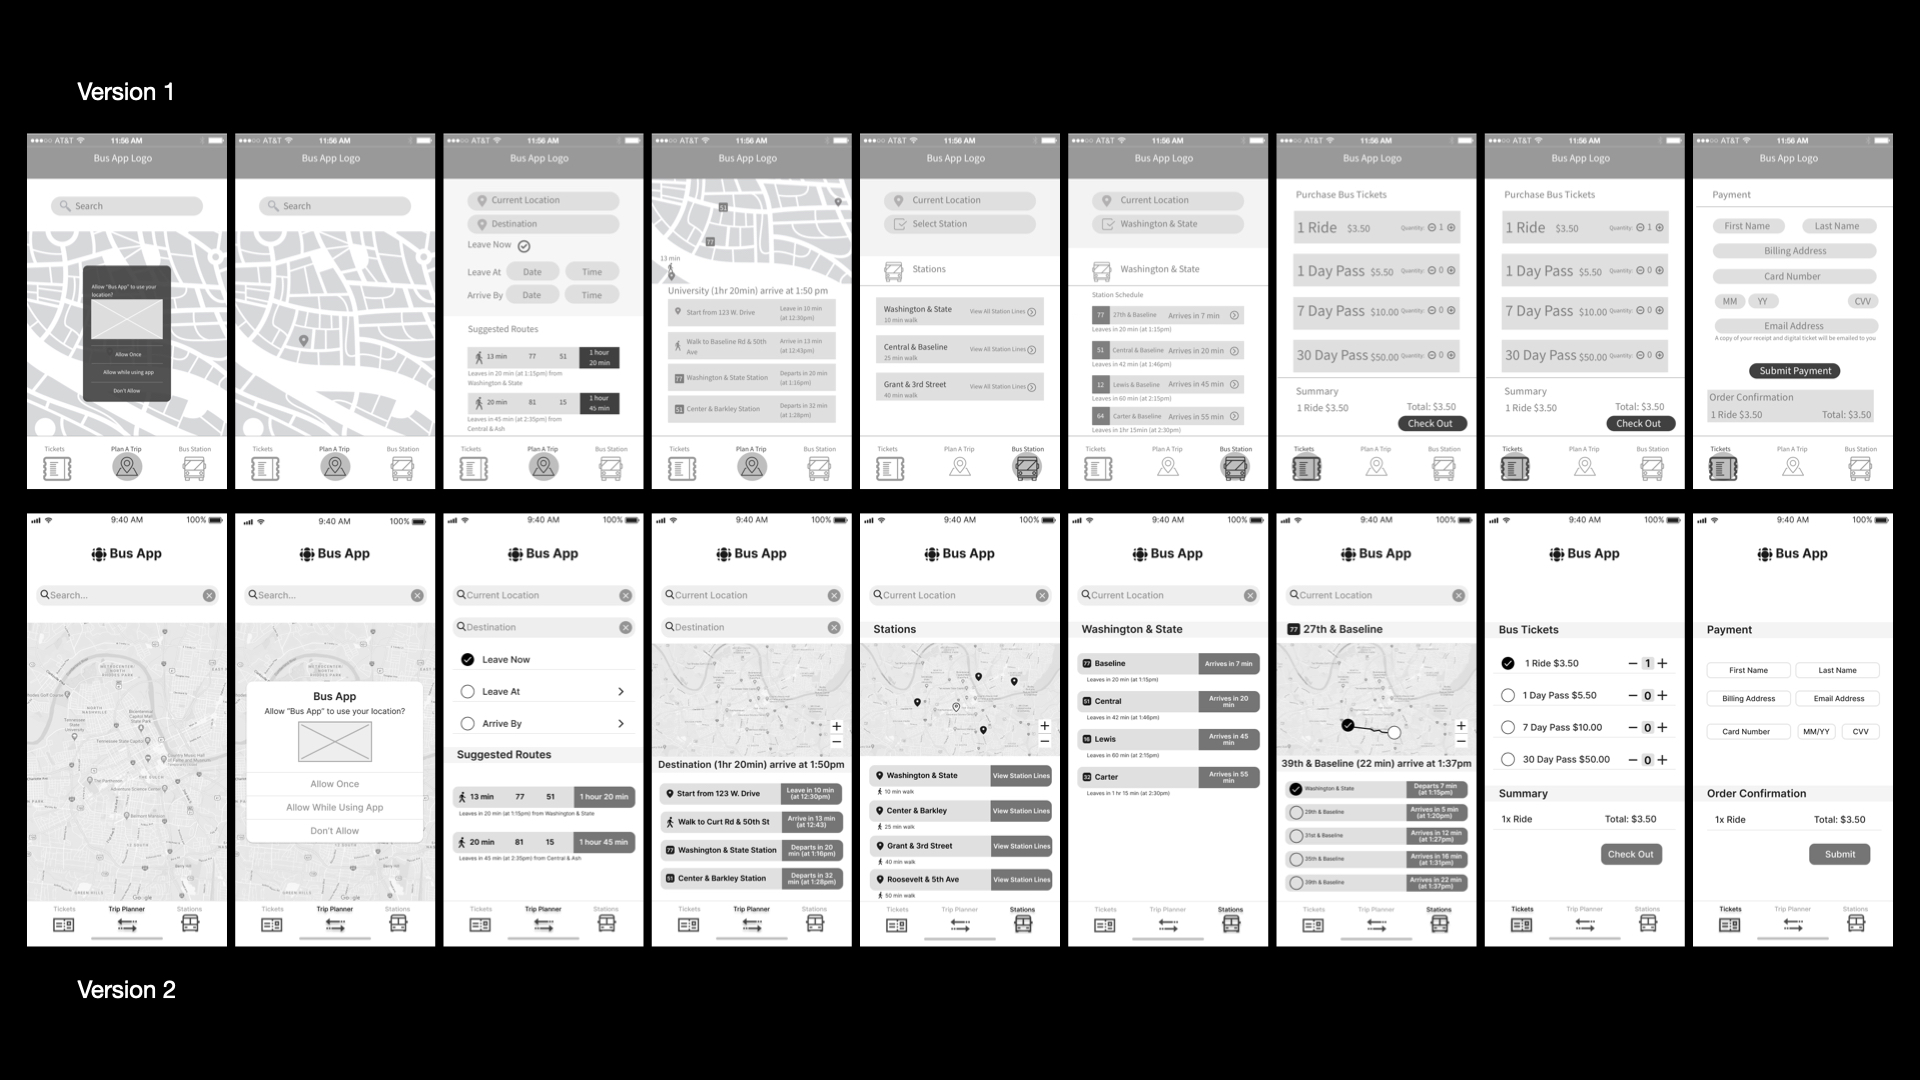 Version 1
AT&T 11:56 AM
Bus App Logo
Search
Allow "Bus App" to use your
location?
Allow Once
Allow while using app
Don't Allow
Tickets Plan A Trip Bus Station
AT&T 11:56 AM
Bus App Logo
Search
Tickets Plan A Trip Bus Station
AT&T 11:56 AM
Bus App Logo
Current Location
Destination
Leave Now
Leave At Date Time
Arrive By Date Time
Suggested Routes
13 min 77 51 1 hour
20 min
Leaves in 20 min (at 1:15pm) from
Washington & State
20 min 81 15 1 hour
45 min
Leaves in 45 min (at 2:35pm) from
Central & Ash
Tickets Plan A Trip Bus Station
AT&T 11:56 AM
Bus App Logo
51
77
13 min
University (1hr 20min) arrive at 1:50 pm
Start from 123 W. Drive Leave in 10 min
(at 12:30pm)
Walk to Baseline Rd & 50th
Ave
Arrive in 13 min
(at 12:43pm)
77 Washington & State Station Departs in 20 min
(at 1:16pm)
51 Center & Barkley Station Departs in 32 min
(at 1:28pm)
Tickets Plan A Trip Bus Station
AT&T 11:56 AM
Bus App Logo
Current Location
Select Station
Stations
Washington & State View All Station Lines
10 min walk
Central & Baseline View All Station Lines
25 min walk
Grant & 3rd Street View All Station Lines
40 min walk
Tickets Plan A Trip Bus Station
AT&T 11:56 AM
Bus App Logo
Current Location
Washington & State
Washington & State
Station Schedule
77 27th & Baseline Arrives in 7 min
Leaves in 20 min (at 1:15pm)
51 Central & Baseline Arrives in 20 min
Leaves in 42 min (at 1:46pm)
12 Lewis & Baseline Arrives in 45 min
Leaves in 60 min (at 2:15pm)
64 Carter & Baseline Arrives in 55 min
Leaves in 1hr 15min (at 2:30pm)
Tickets Plan A Trip Bus Station
AT&T 11:56 AM
Bus App Logo
Purchase Bus Tickets
1 Ride $3.50 Quantity: 1
1 Day Pass $5.50 Quantity: 0
7 Day Pass $10.00 Quantity: 0
30 Day Pass $50.00 Quantity: 0
Summary
1 Ride $3.50 Total: $3.50
Check Out
Tickets Plan A Trip Bus Station
AT&T 11:56 AM
Bus App Logo
Purchase Bus Tickets
1 Ride $3.50 Quantity: 1
1 Day Pass $5.50 Quantity: 0
7 Day Pass $10.00 Quantity: 0
30 Day Pass $50.00 Quantity: 0
Summary
1 Ride $3.50 Total: $3.50
Check Out
Tickets Plan A Trip Bus Station
AT&T 11:56 AM
Bus App Logo
Payment
First Name Last Name
Billing Address
Card Number
MM YY CVV
Email Address
A copy of your receipt and digital ticket will be emailed to you
Submit Payment
Order Confirmation
1 Ride $3.50 Total: $3.50
Tickets Plan A Trip Bus Station
9:40 AM 100%
Bus App
Search...
Tickets Trip Planner Stations
9:40 AM 100%
Bus App
Search...
Bus App
Allow "Bus App" to use your location?
Allow Once
Allow While Using App
Don't Allow
Tickets Trip Planner Stations
9:40 AM 100%
Bus App
Current Location
Destination
Leave Now
Leave At
Arrive By
Suggested Routes
13 min 77 51 1 hour 20 min
Leaves in 20 min (at 1:15pm) from Washington & State
20 min 81 15 1 hour 45 min
Leaves in 45 min (at 2:35pm) from Central & Ash
Tickets Trip Planner Stations
9:40 AM 100%
Bus App
Current Location
Destination
Destination (1hr 20min) arrive at 1:50pm
Start from 123 W. Drive Leave in 10 min
(at 12:30pm)
Walk to Curt Rd & 50th St Arrive in 13 min
(at 12:43)
77 Washington & State Station Departs in 20
min (at 1:16pm)
51 Center & Barkley Station Departs in 32
min (at 1:28pm)
Tickets Trip Planner Stations
9:40 AM 100%
Bus App
Current Location
Stations
Washington & State View Station Lines
10 min walk
Center & Barkley View Station Lines
25 min walk
Grant & 3rd Street View Station Lines
40 min walk
Roosevelt & 5th Ave View Station Lines
50 min walk
Tickets Trip Planner Stations
9:40 AM 100%
Bus App
Current Location
Washington & State
77 Baseline Arrives in 7 min
Leaves in 20 min (at 1:15pm)
51 Central Arrives in 20
min
Leaves in 42 min (at 1:46pm)
Lewis Arrives in 45
min
Leaves in 60 min (at 2:15pm)
Carter Arrives in 55
min
Leaves in 1 hr 15 min (at 2:30pm)
Tickets Trip Planner Stations
9:40 AM 100%
Bus App
Current Location
77 27th & Baseline
39th & Baseline (22 min) arrive at 1:37pm
Washington & State Departs 7 min
(at 1:15pm)
29th & Baseline Arrives in 5 min
(at 1:20pm)
31st & Baseline Arrives in 12 min
(at 1:27pm)
35th & Baseline Arrives in 16 min
(at 1:31pm)
39th & Baseline Arrives in 22 min
(at 1:37pm)
Tickets Trip Planner Stations
9:40 AM 100%
Bus App
Bus Tickets
1 Ride $3.50 − 1 +
1 Day Pass $5.50 − 0 +
7 Day Pass $10.00 − 0 +
30 Day Pass $50.00 − 0 +
Summary
1x Ride Total: $3.50
Check Out
Tickets Trip Planner Stations
9:40 AM 100%
Bus App
Payment
First Name Last Name
Billing Address Email Address
Card Number MM/YY CVV
Order Confirmation
1x Ride Total: $3.50
Submit
Tickets Trip Planner Stations
Version 2